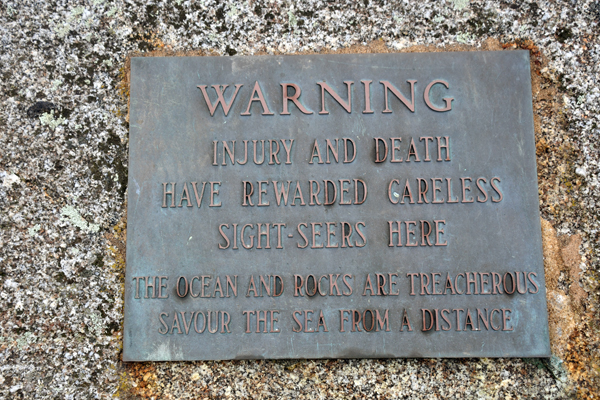 WARNING
INJURY AND DEATH
HAVE REWARDED CARELESS
SIGHT-SEERS HERE
THE OCEAN AND ROCKS ARE TREACHEROUS
SAVOUR THE SEA FROM A DISTANCE